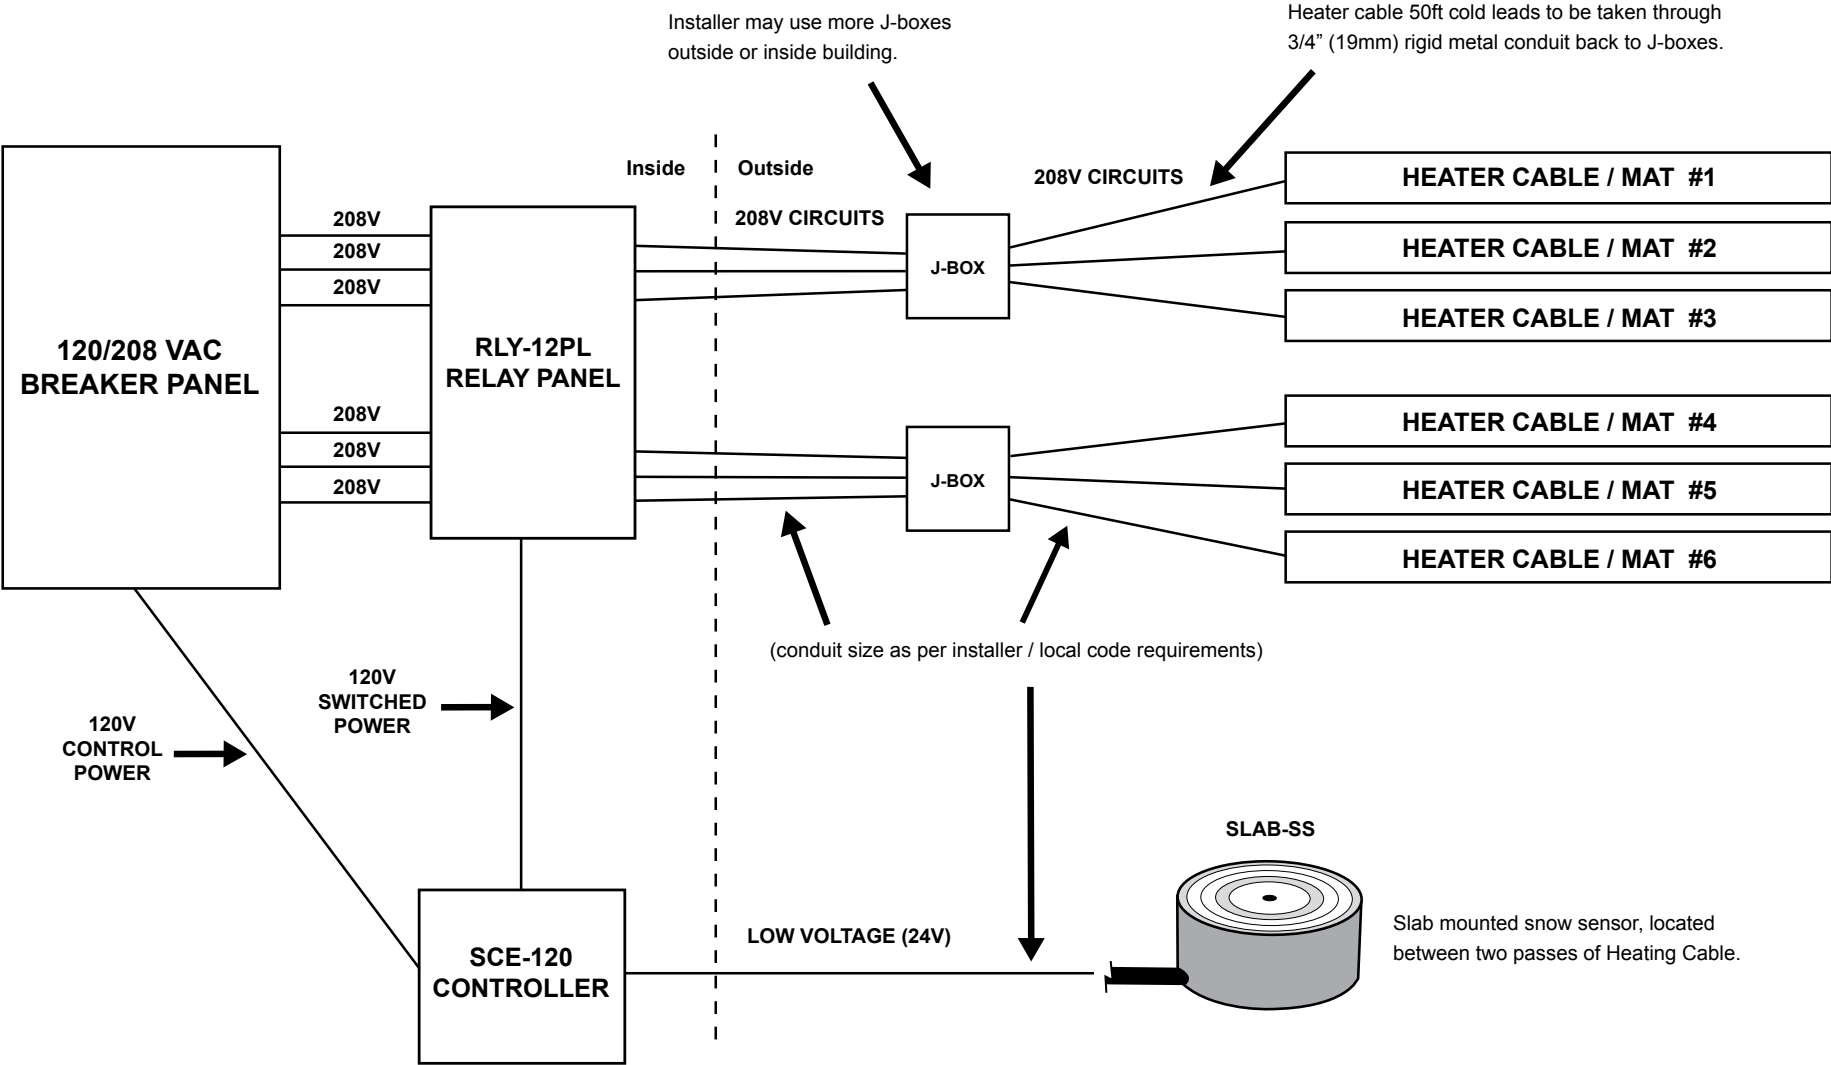 Installer may use more J-boxes
outside or inside building.
Heater cable 50ft cold leads to be taken through
3/4” (19mm) rigid metal conduit back to J-boxes.
Inside
Outside
208V CIRCUITS
208V CIRCUITS
120/208 VAC
BREAKER PANEL
208V
208V
208V
208V
208V
208V
RLY-12PL
RELAY PANEL
J-BOX
J-BOX
HEATER CABLE / MAT #1
HEATER CABLE / MAT #2
HEATER CABLE / MAT #3
HEATER CABLE / MAT #4
HEATER CABLE / MAT #5
HEATER CABLE / MAT #6
(conduit size as per installer / local code requirements)
120V
SWITCHED
POWER
120V
CONTROL
POWER
SCE-120
CONTROLLER
LOW VOLTAGE (24V)
SLAB-SS
Slab mounted snow sensor, located
between two passes of Heating Cable.